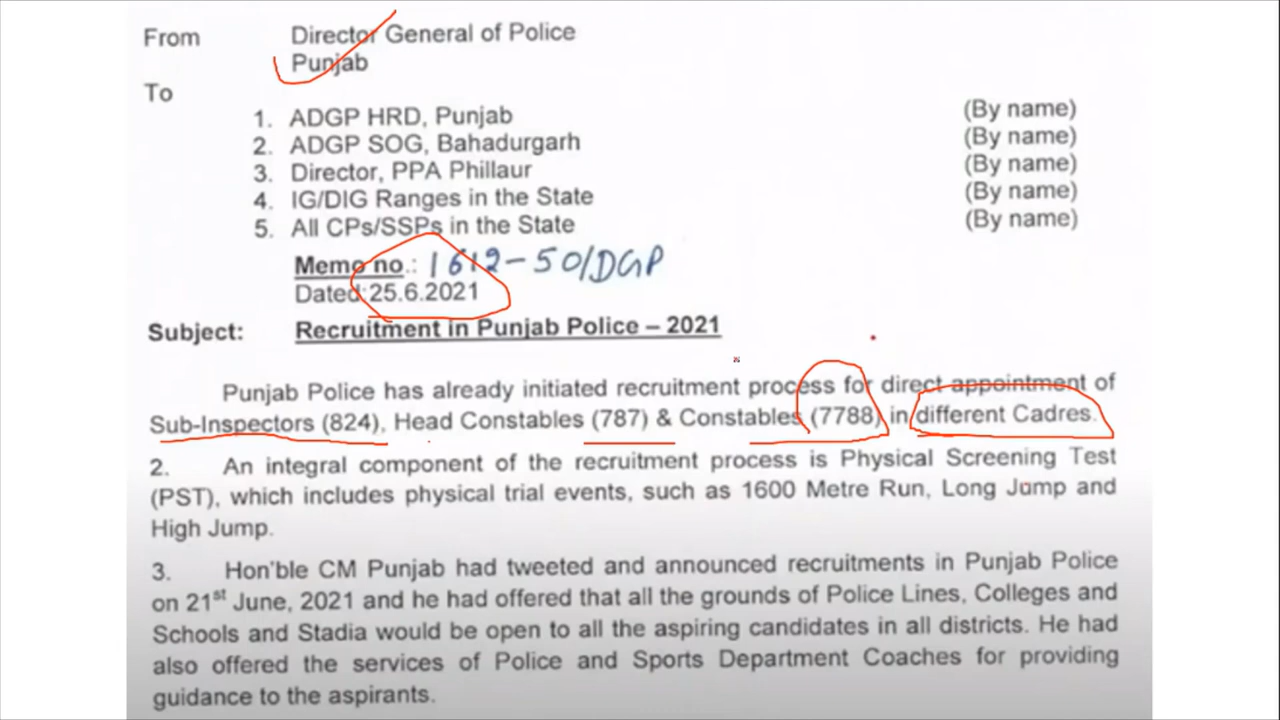 From Director General of Police
Punjab
To
1. ADGP HRD, Punjab (By name)
2. ADGP SOG, Bahadurgarh (By name)
3. Director, PPA Phillaur (By name)
4. IG/DIG Ranges in the State (By name)
5. All CPs/SSPs in the State (By name)
Memo no.: 1612-50/DGP
Dated:25.6.2021
Subject: Recruitment in Punjab Police – 2021
Punjab Police has already initiated recruitment process for direct appointment of
Sub-Inspectors (824), Head Constables (787) & Constables (7788) in different Cadres.
2. An integral component of the recruitment process is Physical Screening Test
(PST), which includes physical trial events, such as 1600 Metre Run, Long Jump and
High Jump.
3. Hon'ble CM Punjab had tweeted and announced recruitments in Punjab Police
on 21st June, 2021 and he had offered that all the grounds of Police Lines, Colleges and
Schools and Stadia would be open to all the aspiring candidates in all districts. He had
also offered the services of Police and Sports Department Coaches for providing
guidance to the aspirants.